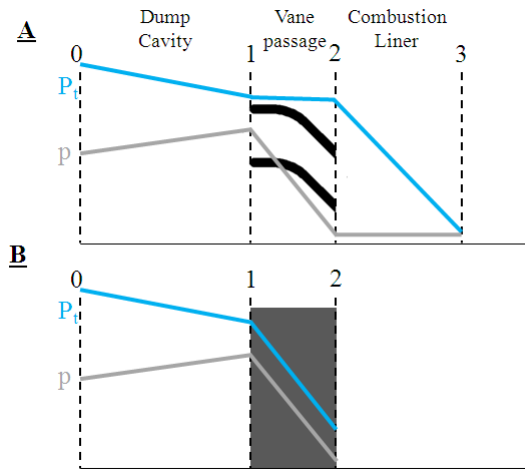 Dump
Cavity
Vane
passage
Combustion
Liner
A
0
1
2
3
Pt
p
B
0
1
2
Pt
p